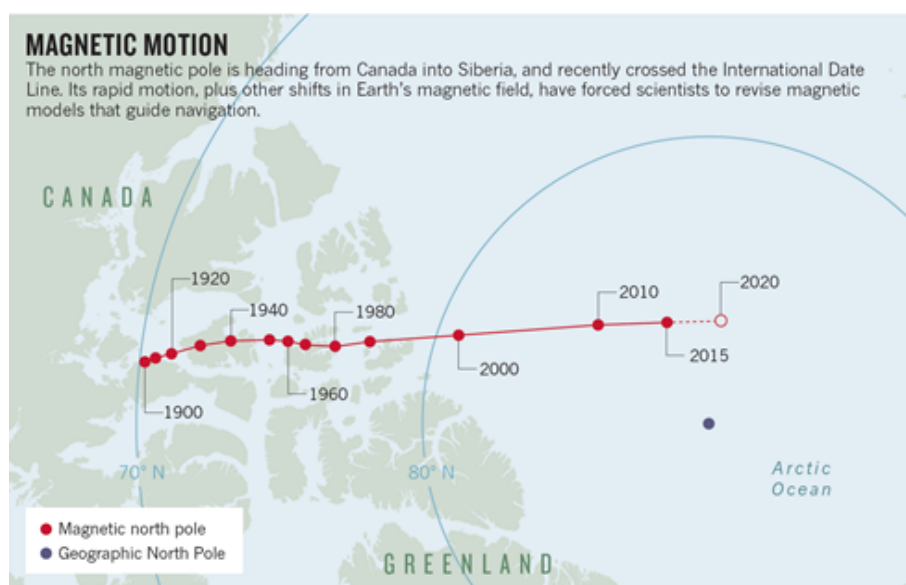 MAGNETIC MOTION
The north magnetic pole is heading from Canada into Siberia, and recently crossed the International Date
Line. Its rapid motion, plus other shifts in Earth's magnetic field, have forced scientists to revise magnetic
models that guide navigation.
CANADA
1920
1940
1980
2010
2020
2000
2015
1960
1900
70° N
80° N
Arctic
Ocean
Magnetic north pole
Geographic North Pole
GREENLAND